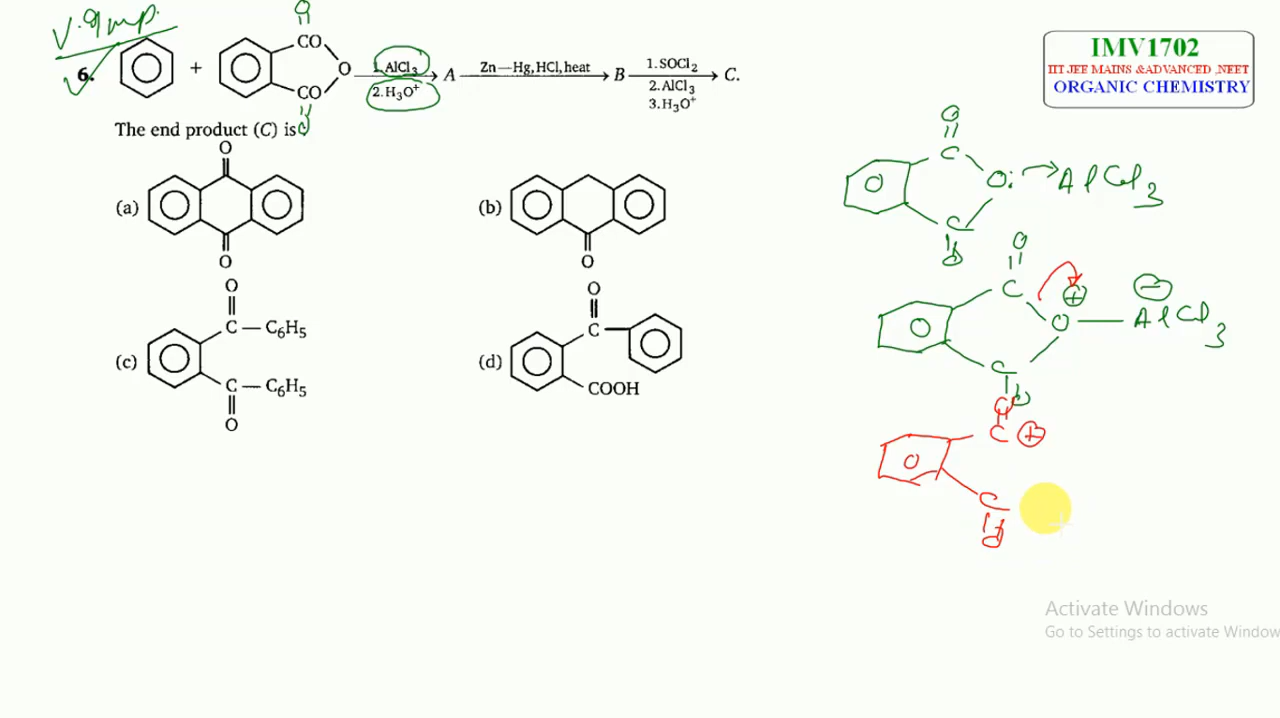 V. Imp.
6. + CO O CO 1. AlCl3 2. H3O+ A Zn—Hg, HCl, heat B 1. SOCl2 2. AlCl3 3. H3O+ C.
O
O
The end product (C) is
(a) O O
(b) O
(c) O C—C6H5 C—C6H5 O
(d) O C COOH
IMV1702
IIT JEE MAINS &ADVANCED ,NEET
ORGANIC CHEMISTRY
O
C
O: AlCl3
C
O
O
C ⊕ ⊖
O AlCl3
C
O
O
C ⊕
C
O
Activate Windows
Go to Settings to activate Window